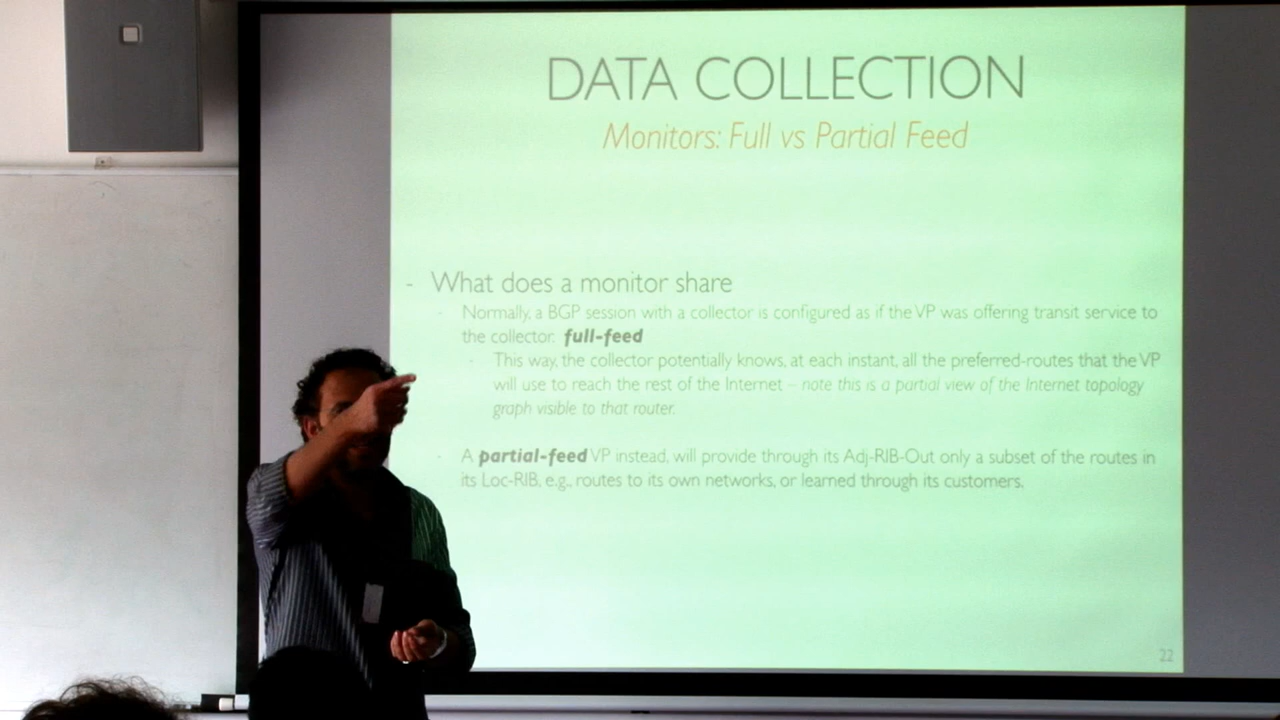 DATA COLLECTION
Monitors: Full vs Partial Feed
- What does a monitor share
- Normally, a BGP session with a collector is configured as if the VP was offering transit service to
the collector: full-feed
- This way, the collector potentially knows, at each instant, all the preferred-routes that the VP
will use to reach the rest of the Internet – note this is a partial view of the Internet topology
graph visible to that router.
- A partial-feed VP instead, will provide through its Adj-RIB-Out only a subset of the routes in
its Loc-RIB, e.g., routes to its own networks, or learned through its customers.
22